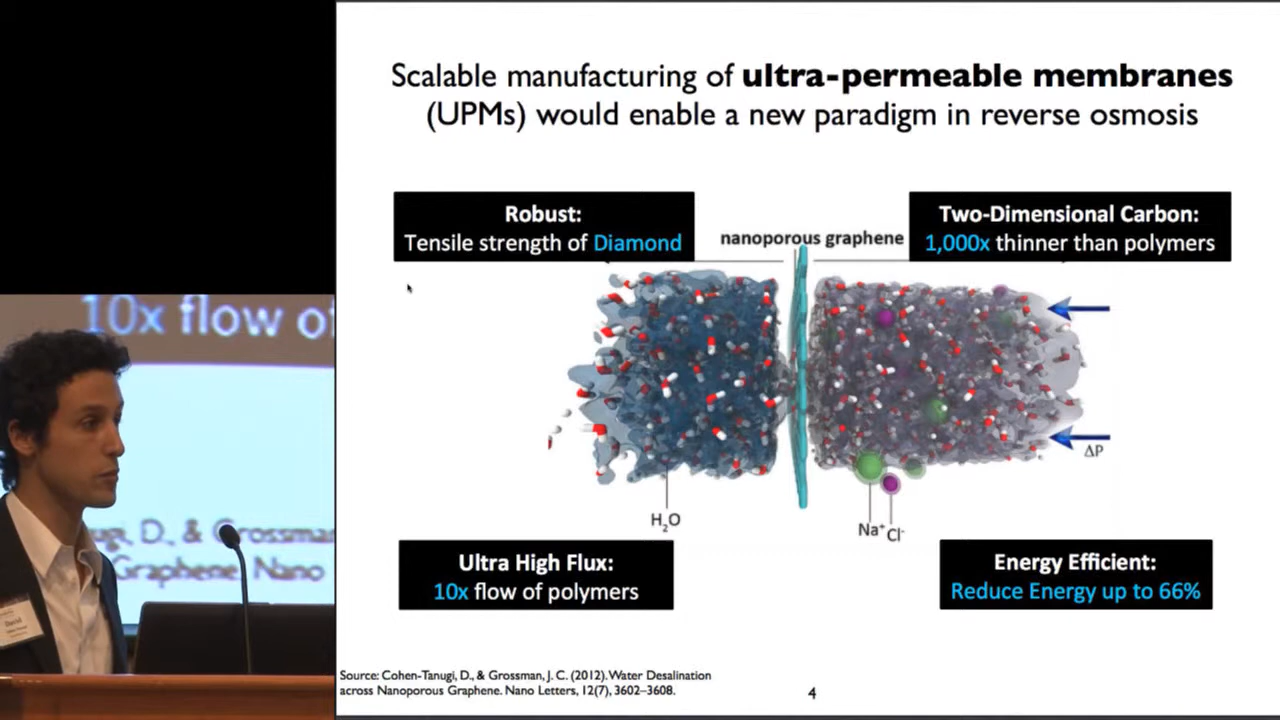 Scalable manufacturing of ultra-permeable membranes
(UPMs) would enable a new paradigm in reverse osmosis
Robust:
Tensile strength of Diamond
nanoporous graphene
Two-Dimensional Carbon:
1,000x thinner than polymers
ΔP
H₂O
Na⁺
Cl⁻
Ultra High Flux:
10x flow of polymers
Energy Efficient:
Reduce Energy up to 66%
Source: Cohen-Tanugi, D., & Grossman, J. C. (2012). Water Desalination
across Nanoporous Graphene. Nano Letters, 12(7), 3602–3608.
4
10x flow of
D., & Grossman
Graphene. Nano
David